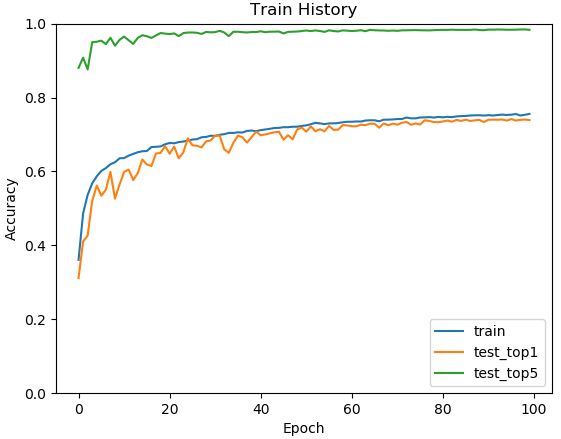 Train History
1.0
0.8
0.6
0.4
0.2
0.0
Accuracy
0 20 40 60 80 100
Epoch
train
test_top1
test_top5